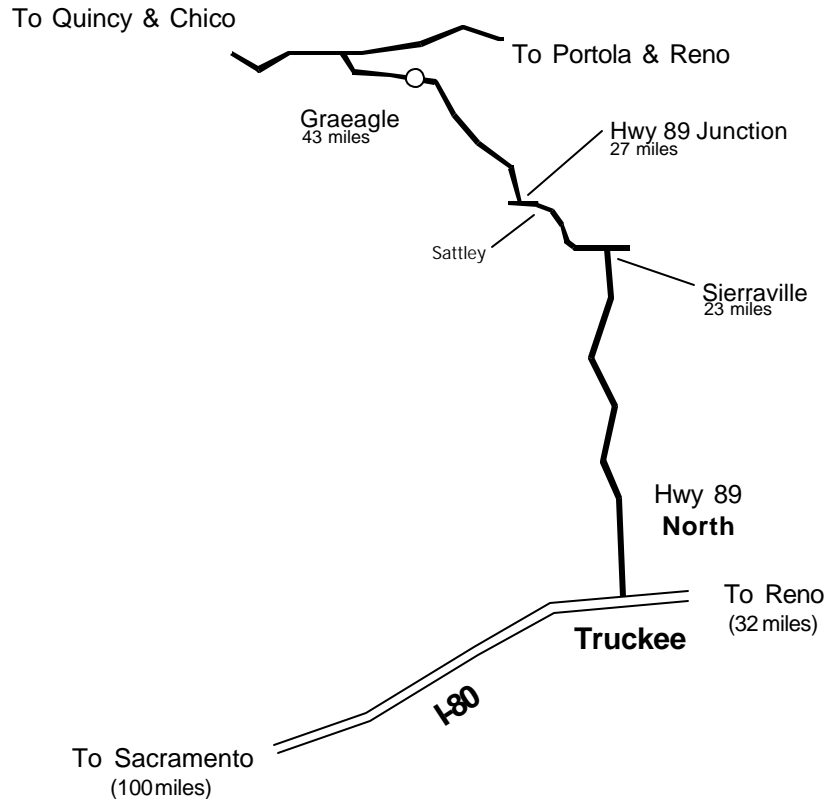 To Quincy & Chico
To Portola & Reno
Graeagle
43 miles
Hwy 89 Junction
27 miles
Sattley
Sierraville
23 miles
Hwy 89
North
To Reno
(32 miles)
Truckee
I-80
To Sacramento
(100 miles)